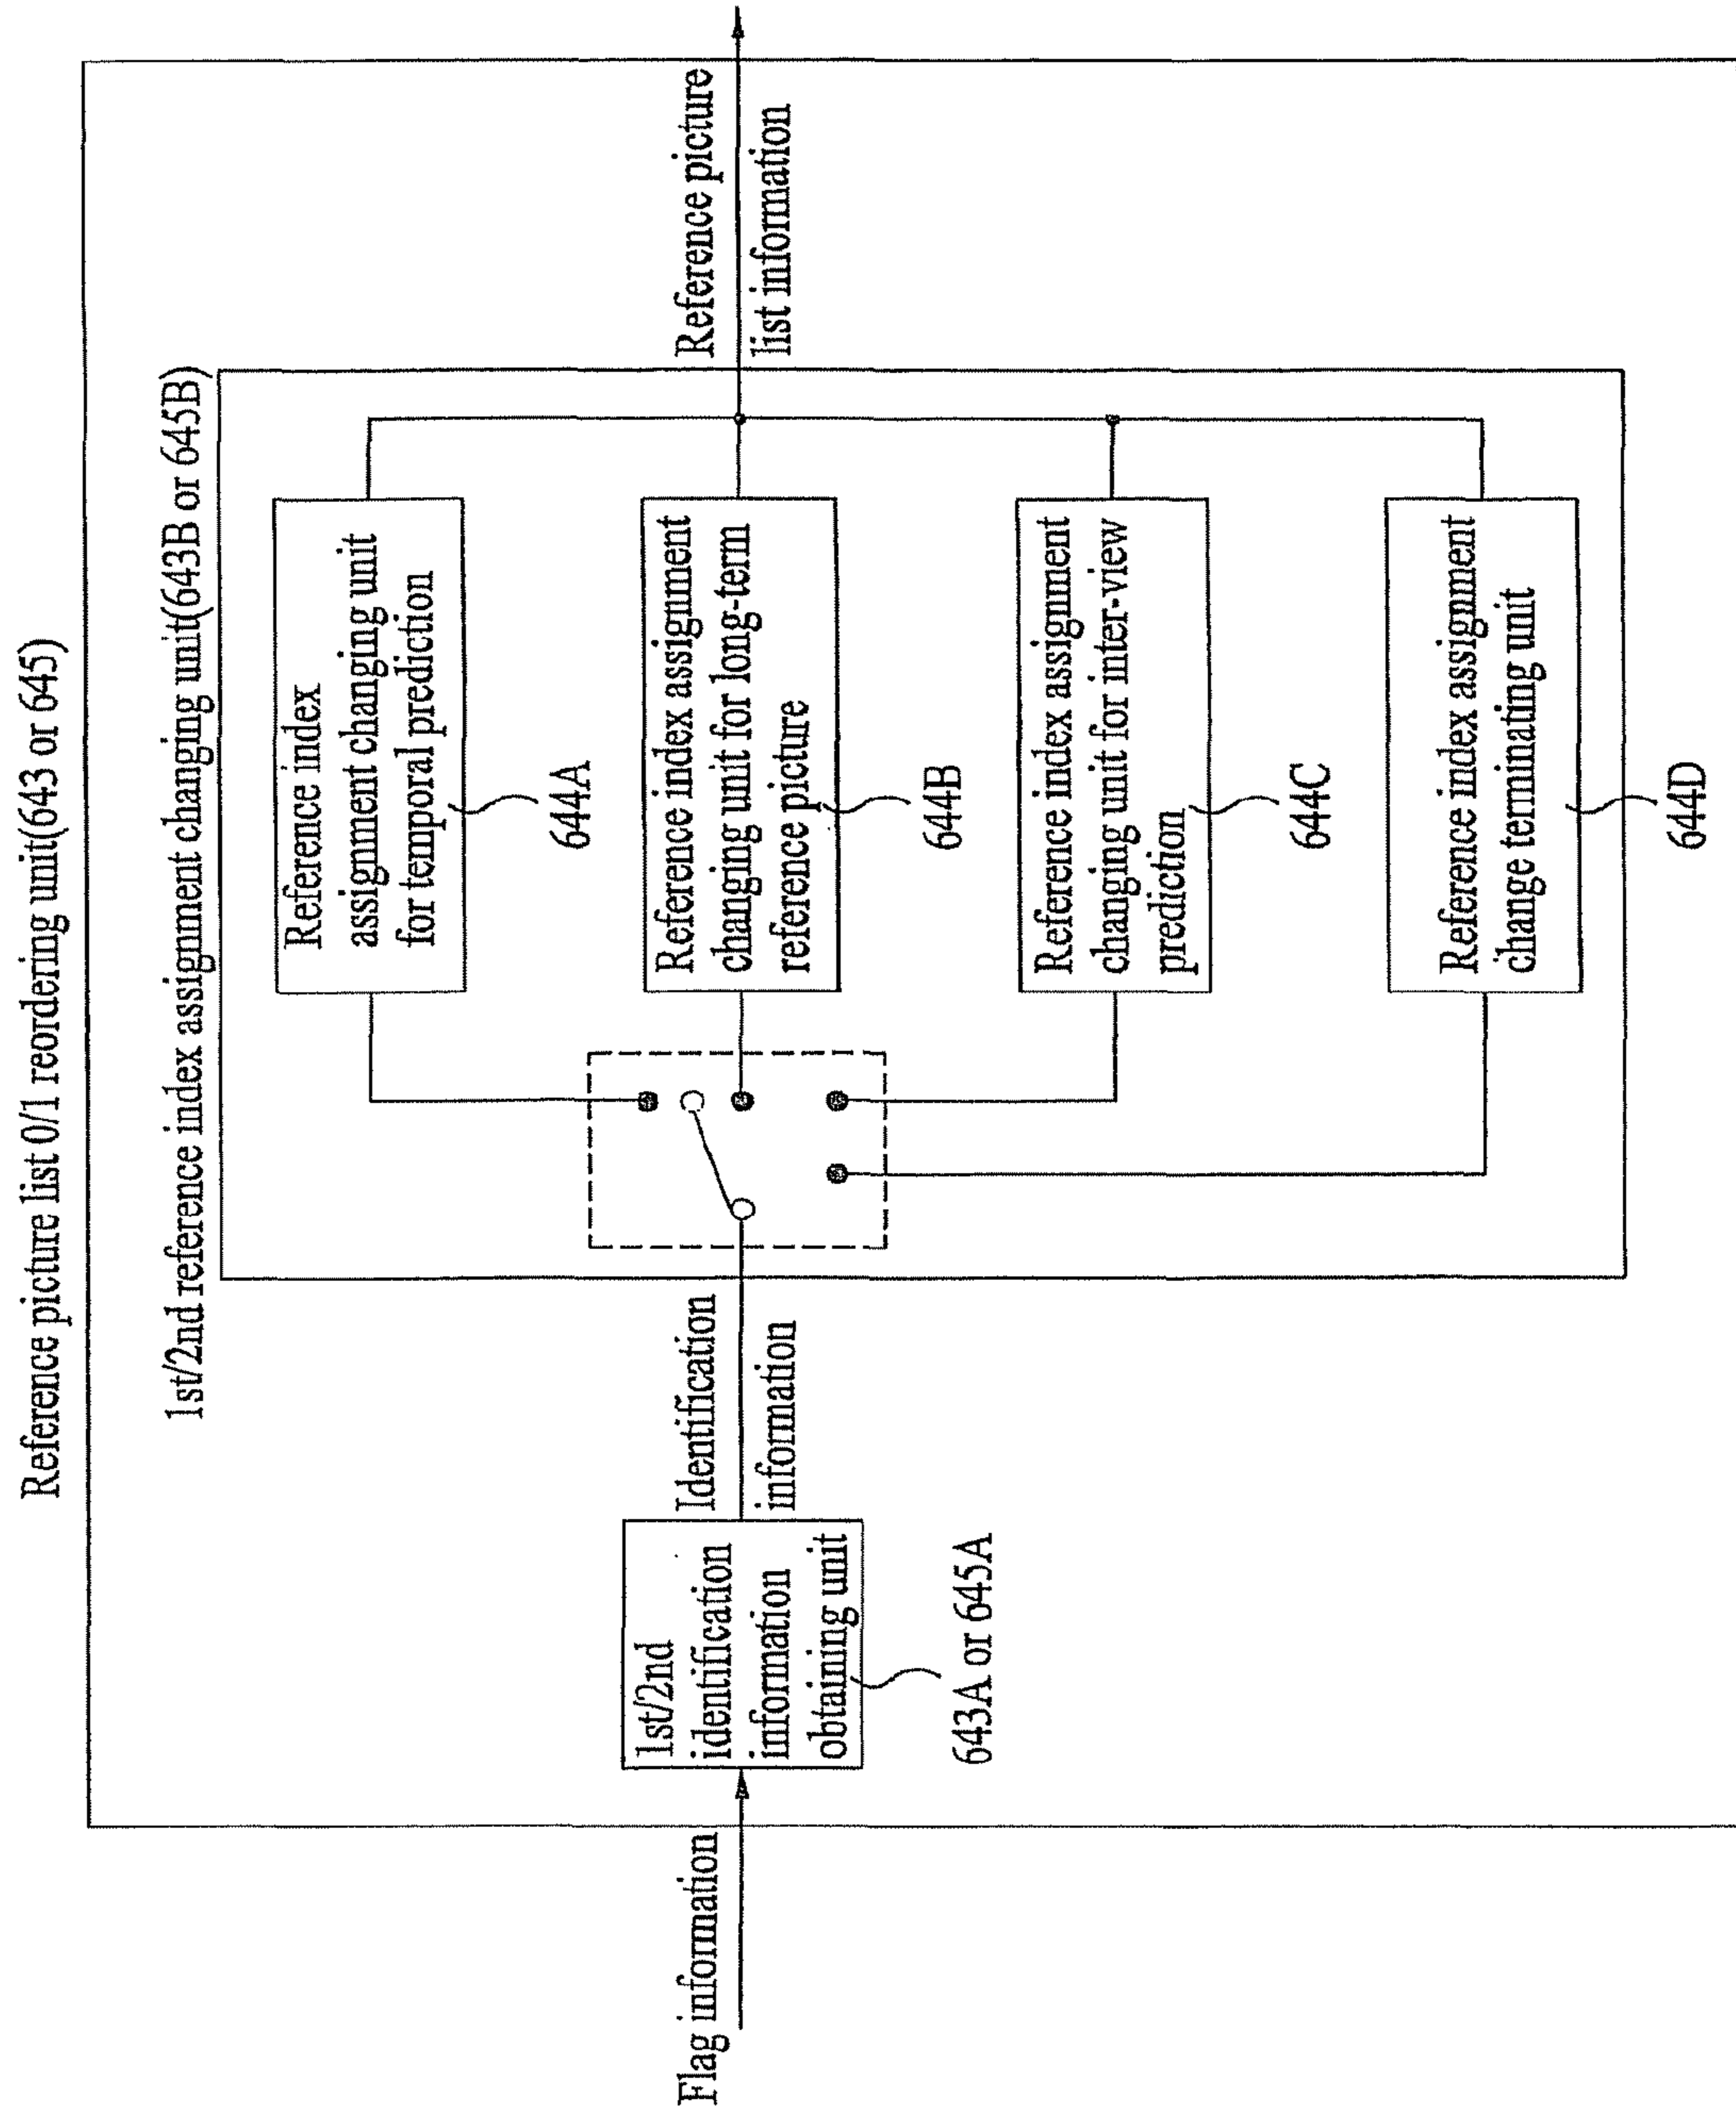 Reference picture list 0/1 reordering unit(643 or 645)
1st/2nd reference index assignment changing unit(643B or 645B)
Flag information
1st/2nd
identification
information
obtaining unit
643A or 645A
Identification
information
Reference index
assignment changing unit
for temporal prediction
644A
Reference index assignment
changing unit for long-term
reference picture
644B
Reference index assignment
changing unit for inter-view
prediction
644C
Reference index assignment
change terminating unit
644D
Reference picture
list information